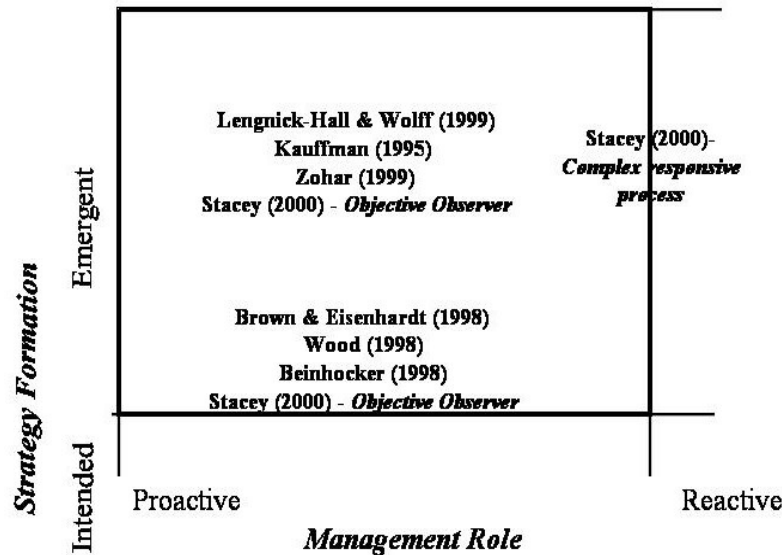 Lengnick-Hall & Wolff (1999)
Kauffman (1995)
Zohar (1999)
Stacey (2000) - Objective Observer
Stacey (2000)-
Complex responsive
process
Brown & Eisenhardt (1998)
Wood (1998)
Beinhocker (1998)
Stacey (2000) - Objective Observer
Strategy Formation
Emergent
Intended
Proactive
Reactive
Management Role